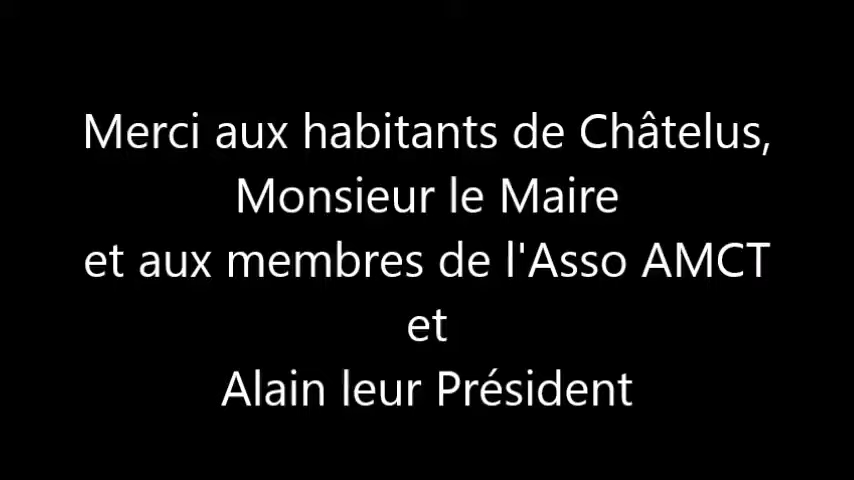 Merci aux habitants de Châtelus,
Monsieur le Maire
et aux membres de l'Asso AMCT
et
Alain leur Président